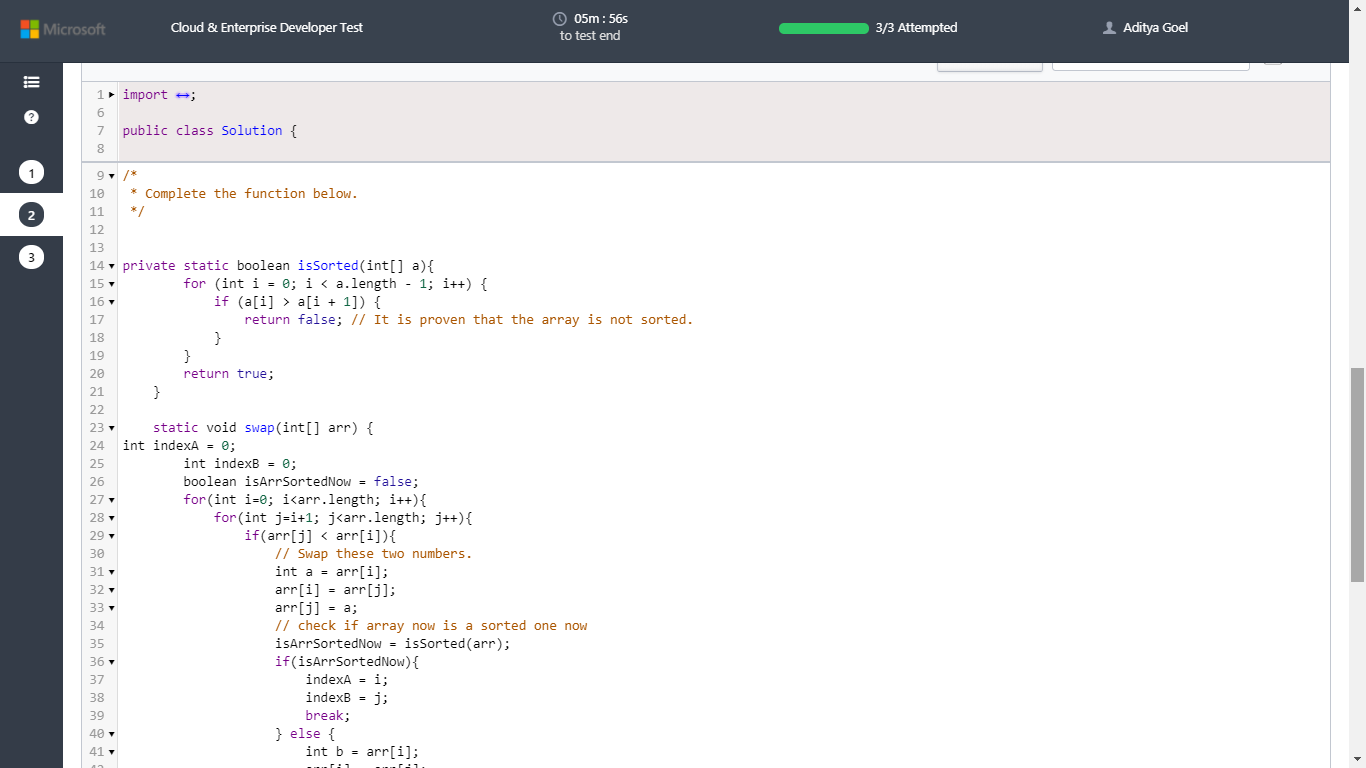 Microsoft
Cloud & Enterprise Developer Test
05m : 56s
to test end
3/3 Attempted
Aditya Goel
?
1
2
3
1 import ↔;
6
7 public class Solution {
8
9 /*
10 * Complete the function below.
11 */
12
13
14 private static boolean isSorted(int[] a){
15 for (int i = 0; i < a.length - 1; i++) {
16 if (a[i] > a[i + 1]) {
17 return false; // It is proven that the array is not sorted.
18 }
19 }
20 return true;
21 }
22
23 static void swap(int[] arr) {
24 int indexA = 0;
25 int indexB = 0;
26 boolean isArrSortedNow = false;
27 for(int i=0; i<arr.length; i++){
28 for(int j=i+1; j<arr.length; j++){
29 if(arr[j] < arr[i]){
30 // Swap these two numbers.
31 int a = arr[i];
32 arr[i] = arr[j];
33 arr[j] = a;
34 // check if array now is a sorted one now
35 isArrSortedNow = isSorted(arr);
36 if(isArrSortedNow){
37 indexA = i;
38 indexB = j;
39 break;
40 } else {
41 int b = arr[i];